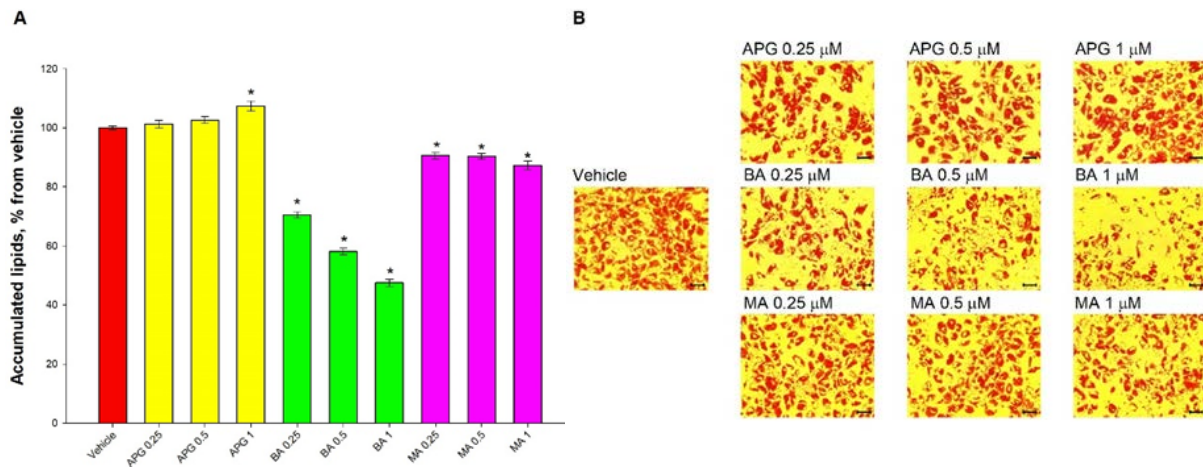 A
Accumulated lipids, % from vehicle
120
100
80
60
40
20
0
*
*
*
*
*
*
*
Vehicle
APG 0.25
APG 0.5
APG 1
BA 0.25
BA 0.5
BA 1
MA 0.25
MA 0.5
MA 1
B
APG 0.25 μM
APG 0.5 μM
APG 1 μM
Vehicle
BA 0.25 μM
BA 0.5 μM
BA 1 μM
MA 0.25 μM
MA 0.5 μM
MA 1 μM